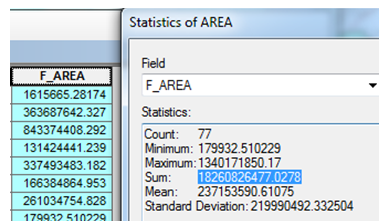 F_AREA
1615665.28174
363687642.327
843374408.292
131424441.239
337493483.182
166384864.953
261034754.828
179932.510229
Statistics of AREA
Field
F_AREA
Statistics:
Count: 77
Minimum: 179932.510229
Maximum: 1340171850.17
Sum: 18260826477.0278
Mean: 237153590.61075
Standard Deviation: 219990492.332504